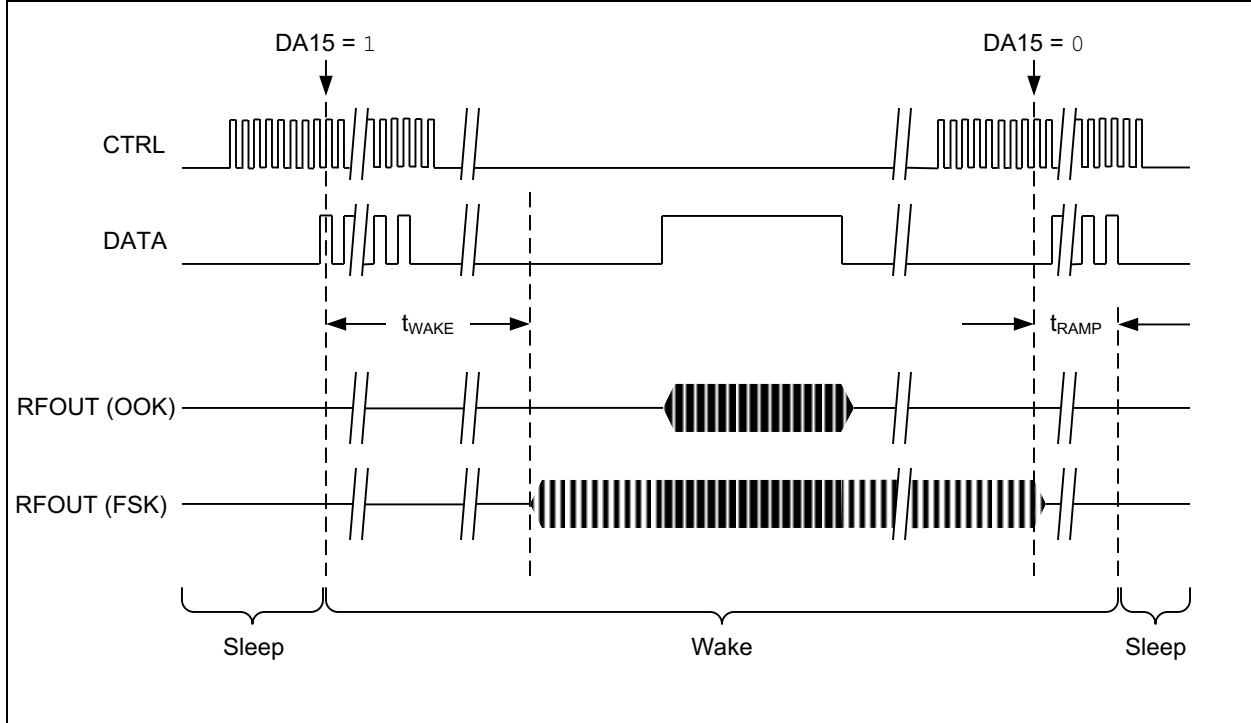 DA15 = 1
DA15 = 0
CTRL
DATA
tWAKE
tRAMP
RFOUT (OOK)
RFOUT (FSK)
Sleep
Wake
Sleep